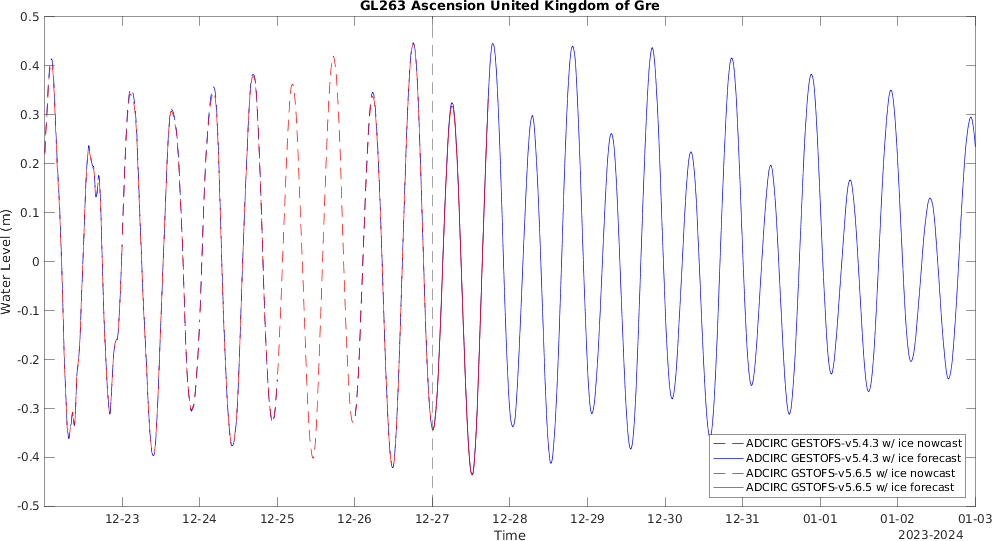 GL263 Ascension United Kingdom of Gre
0.5
0.4
0.3
0.2
0.1
0
-0.1
-0.2
-0.3
-0.4
-0.5
Water Level (m)
ADCIRC GESTOFS-v5.4.3 w/ ice nowcast
ADCIRC GESTOFS-v5.4.3 w/ ice forecast
ADCIRC GSTOFS-v5.6.5 w/ ice nowcast
ADCIRC GSTOFS-v5.6.5 w/ ice forecast
12-23 12-24 12-25 12-26 12-27 12-28 12-29 12-30 12-31 01-01 01-02 01-03
Time
2023-2024